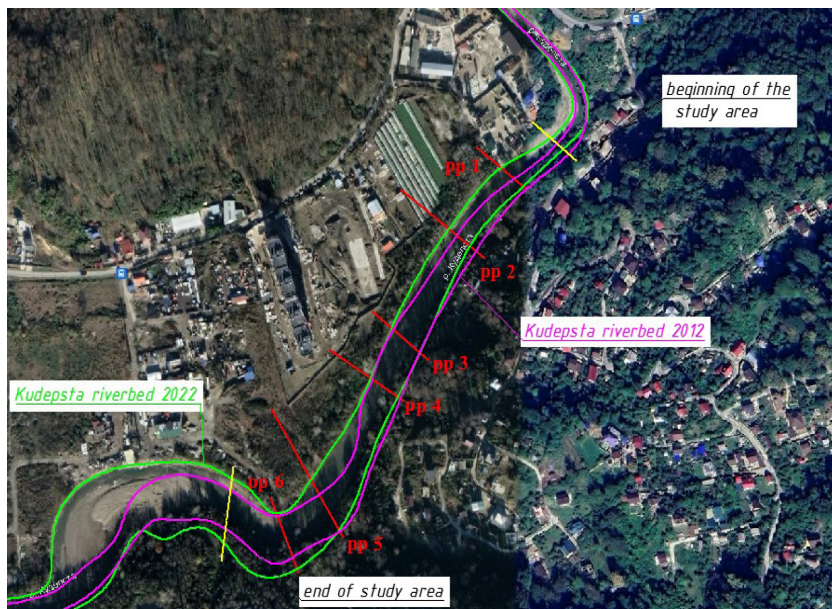 beginning of the
study area
pp 1
pp 2
р. Кудепста
Kudepsta riverbed 2012
pp 3
Kudepsta riverbed 2022
pp 4
pp 6
pp 5
end of study area